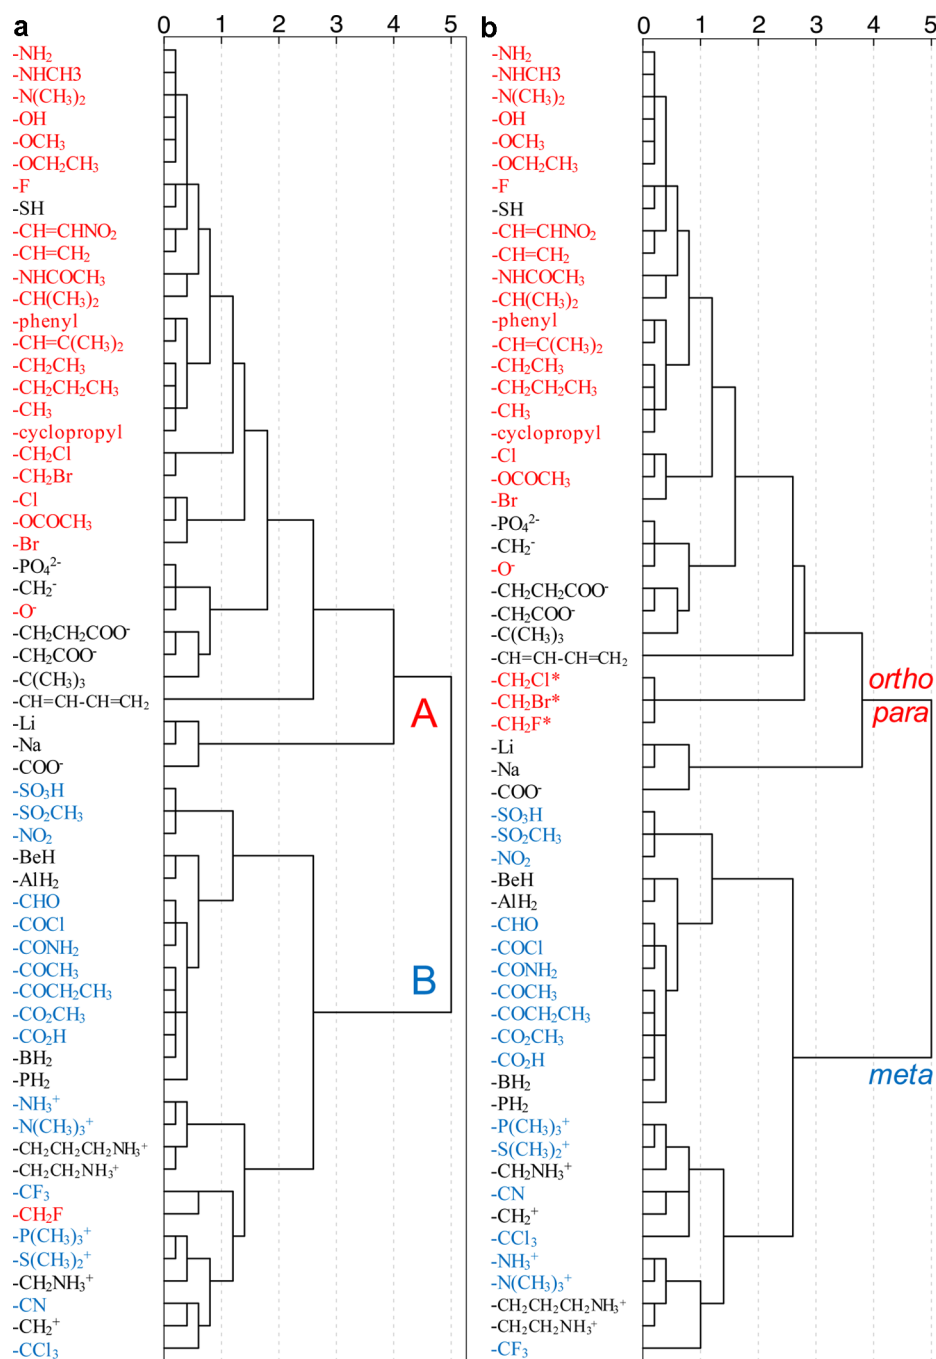 a
0 1 2 3 4 5
-NH₂
-NHCH3
-N(CH₃)₂
-OH
-OCH₃
-OCH₂CH₃
-F
-SH
-CH=CHNO₂
-CH=CH₂
-NHCOCH₃
-CH(CH₃)₂
-phenyl
-CH=C(CH₃)₂
-CH₂CH₃
-CH₂CH₂CH₃
-CH₃
-cyclopropyl
-CH₂Cl
-CH₂Br
-Cl
-OCOCH₃
-Br
-PO₄²⁻
-CH₂⁻
-O⁻
-CH₂CH₂COO⁻
-CH₂COO⁻
-C(CH₃)₃
-CH=CH-CH=CH₂
-Li
-Na
-COO⁻
-SO₃H
-SO₂CH₃
-NO₂
-BeH
-AlH₂
-CHO
-COCl
-CONH₂
-COCH₃
-COCH₂CH₃
-CO₂CH₃
-CO₂H
-BH₂
-PH₂
-NH₃⁺
-N(CH₃)₃⁺
-CH₂CH₂CH₂NH₃⁺
-CH₂CH₂NH₃⁺
-CF₃
-CH₂F
-P(CH₃)₃⁺
-S(CH₃)₂⁺
-CH₂NH₃⁺
-CN
-CH₂⁺
-CCl₃
A
B
b
0 1 2 3 4 5
-NH₂
-NHCH3
-N(CH₃)₂
-OH
-OCH₃
-OCH₂CH₃
-F
-SH
-CH=CHNO₂
-CH=CH₂
-NHCOCH₃
-CH(CH₃)₂
-phenyl
-CH=C(CH₃)₂
-CH₂CH₃
-CH₂CH₂CH₃
-CH₃
-cyclopropyl
-Cl
-OCOCH₃
-Br
-PO₄²⁻
-CH₂⁻
-O⁻
-CH₂CH₂COO⁻
-CH₂COO⁻
-C(CH₃)₃
-CH=CH-CH=CH₂
-CH₂Cl*
-CH₂Br*
-CH₂F*
-Li
-Na
-COO⁻
-SO₃H
-SO₂CH₃
-NO₂
-BeH
-AlH₂
-CHO
-COCl
-CONH₂
-COCH₃
-COCH₂CH₃
-CO₂CH₃
-CO₂H
-BH₂
-PH₂
-P(CH₃)₃⁺
-S(CH₃)₂⁺
-CH₂NH₃⁺
-CN
-CH₂⁺
-CCl₃
-NH₃⁺
-N(CH₃)₃⁺
-CH₂CH₂CH₂NH₃⁺
-CH₂CH₂NH₃⁺
-CF₃
ortho
para
meta